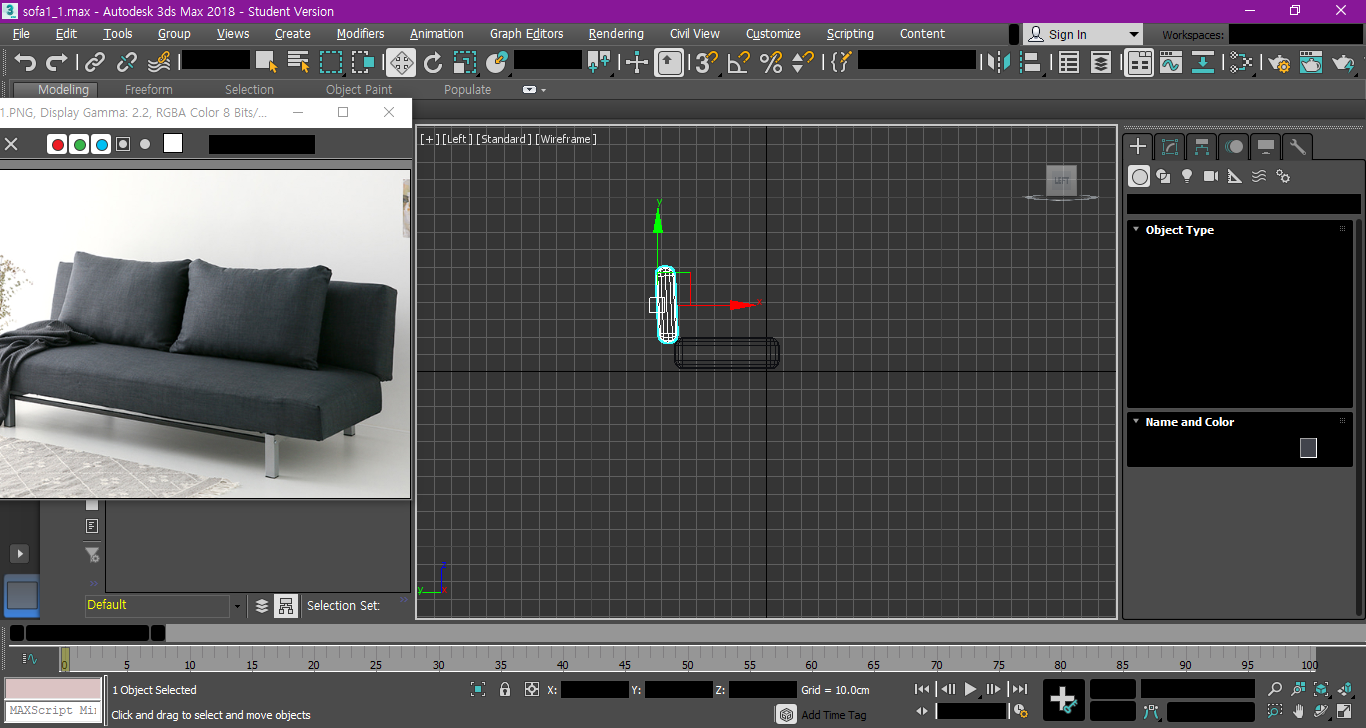 sofa1_1.max - Autodesk 3ds Max 2018 - Student Version
File Edit Tools Group Views Create Modifiers Animation Graph Editors Rendering Civil View Customize Scripting Content Sign In Workspaces:
Modeling Freeform Selection Object Paint Populate
1.PNG, Display Gamma: 2.2, RGBA Color 8 Bits/...
[+] [Left] [Standard] [Wireframe]
LEFT
y
x
Object Type
Name and Color
z
y x
Default
Selection Set:
0 5 10 15 20 25 30 35 40 45 50 55 60 65 70 75 80 85 90 95 100
1 Object Selected
X: Y: Z: Grid = 10.0cm
MAXScript Mi
Click and drag to select and move objects
Add Time Tag